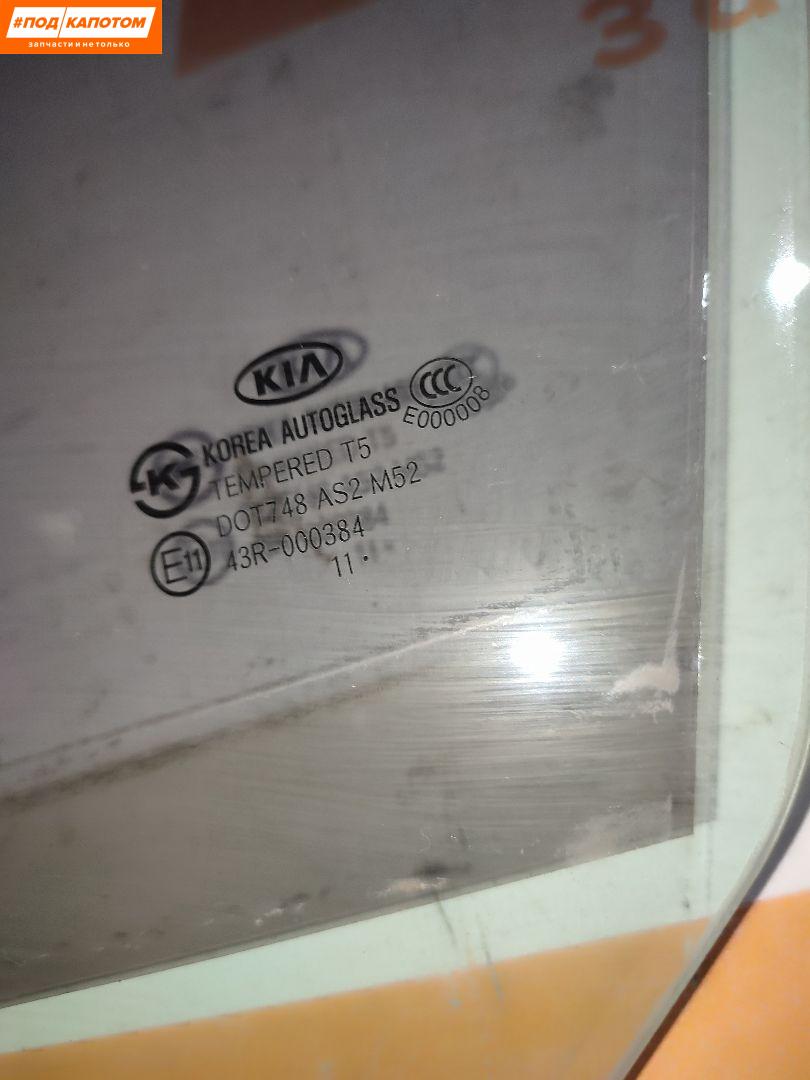 #ПОД КАПОТОМ
запчасти и не только
KIA
CCC
E000008
KOREA AUTOGLASS
K
TEMPERED T5
DOT748 AS2 M52
E11
43R-000384
11 •